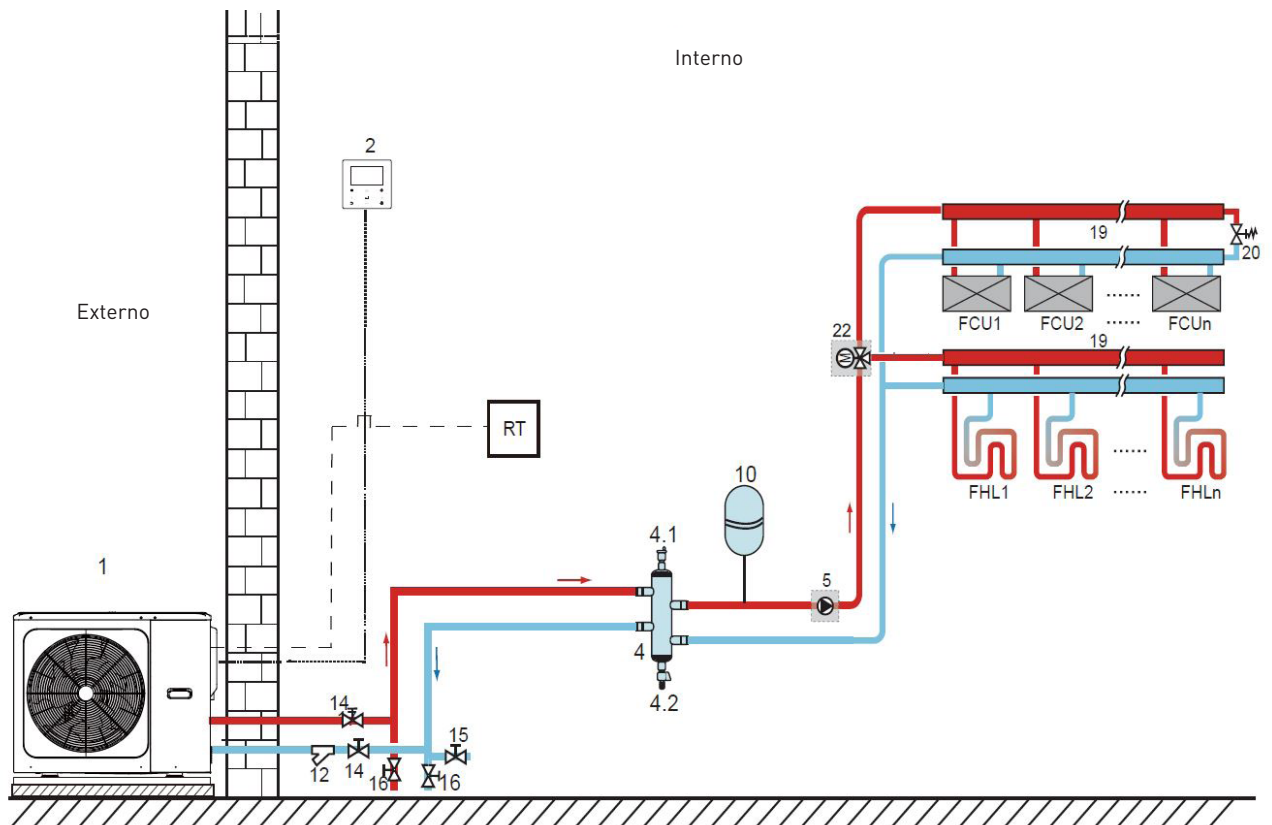 Interno
2
19
20
Externo
FCU1 FCU2 ...... FCUn
......
22
19
RT
FHL1 FHL2 ...... FHLn
......
10
4.1
1
5
4
4.2
14
15
12 14 16 16